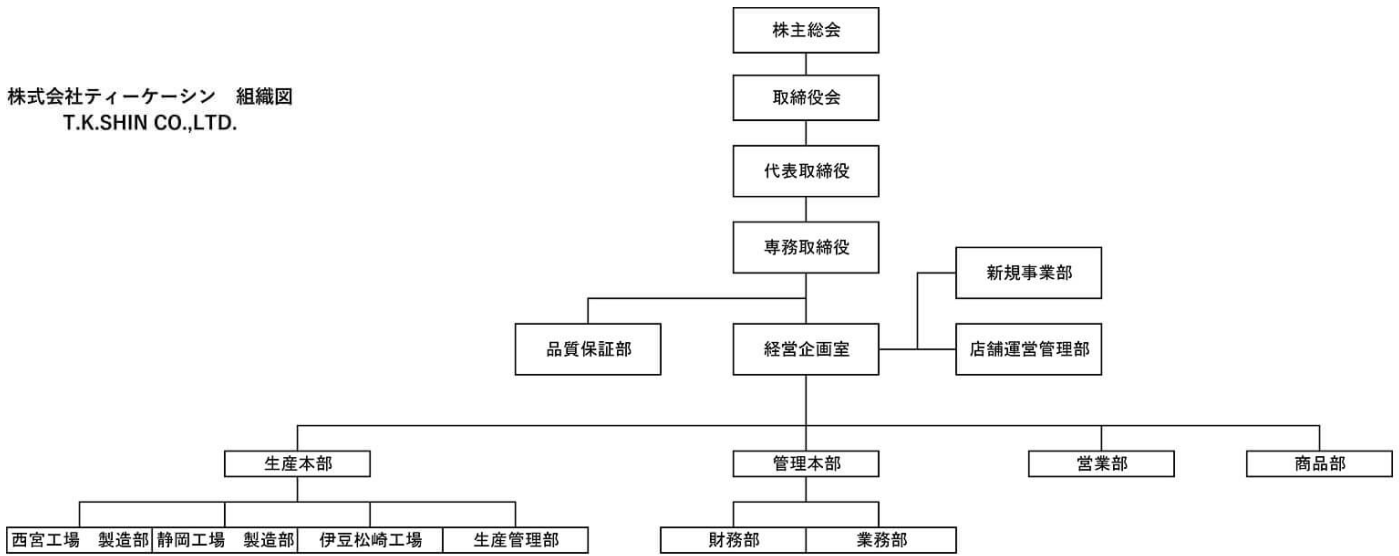 株主総会
株式会社ティーケーシン　組織図
T.K.SHIN CO.,LTD.
取締役会
代表取締役
専務取締役
新規事業部
品質保証部
経営企画室
店舗運営管理部
生産本部
管理本部
営業部
商品部
西宮工場　製造部
静岡工場　製造部
伊豆松崎工場
生産管理部
財務部
業務部